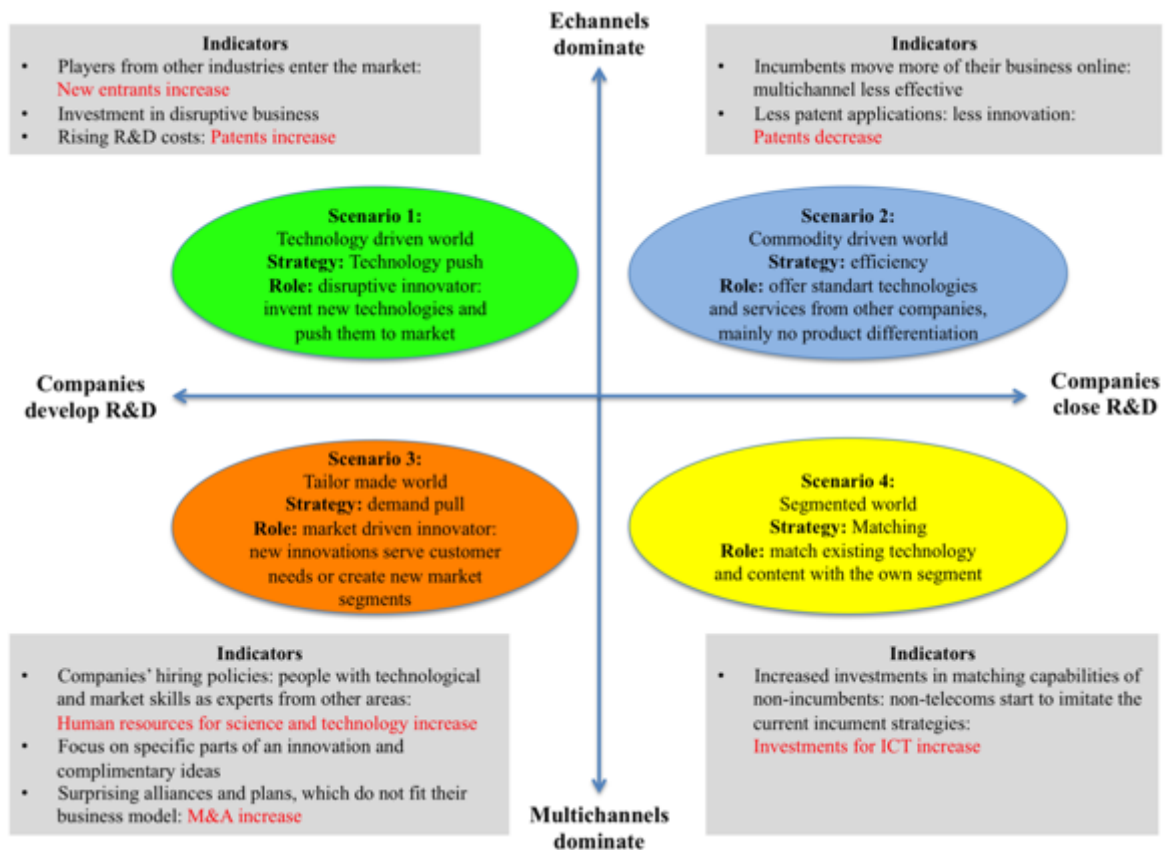 Echannels
dominate
Indicators
• Players from other industries enter the market:
New entrants increase
• Investment in disruptive business
• Rising R&D costs: Patents increase
Indicators
• Incumbents move more of their business online:
multichannel less effective
• Less patent applications: less innovation:
Patents decrease
Scenario 1:
Technology driven world
Strategy: Technology push
Role: disruptive innovator:
invent new technologies and
push them to market
Scenario 2:
Commodity driven world
Strategy: efficiency
Role: offer standart technologies
and services from other companies,
mainly no product differentiation
Companies
develop R&D
Companies
close R&D
Scenario 3:
Tailor made world
Strategy: demand pull
Role: market driven innovator:
new innovations serve customer
needs or create new market
segments
Scenario 4:
Segmented world
Strategy: Matching
Role: match existing technology
and content with the own segment
Indicators
• Companies' hiring policies: people with technological
and market skills as experts from other areas:
Human resources for science and technology increase
• Focus on specific parts of an innovation and
complimentary ideas
• Surprising alliances and plans, which do not fit their
business model: M&A increase
Indicators
• Increased investments in matching capabilities of
non-incumbents: non-telecoms start to imitate the
current incument strategies:
Investments for ICT increase
Multichannels
dominate